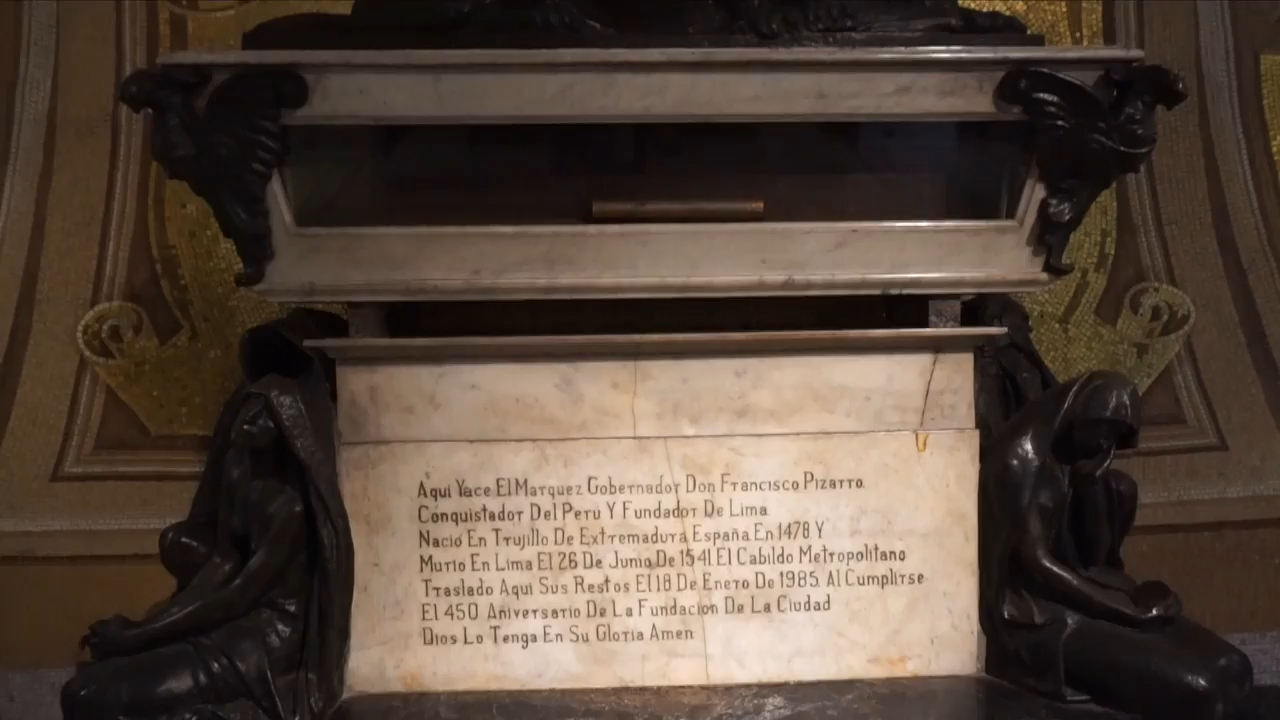 Aqui Yace El Marquez Gobernador Don Francisco Pizarro.
Conquistador Del Perú Y Fundador De Lima
Nació En Trujillo De Extremadura España En 1478 Y
Murio En Lima El 26 De Junio De 1541. El Cabildo Metropolitano
Traslado Aqui Sus Restos El 18 De Enero De 1985. Al Cumplirse
El 450 Aniversario De La Fundación De La Ciudad
Dios Lo Tenga En Su Gloria Amen